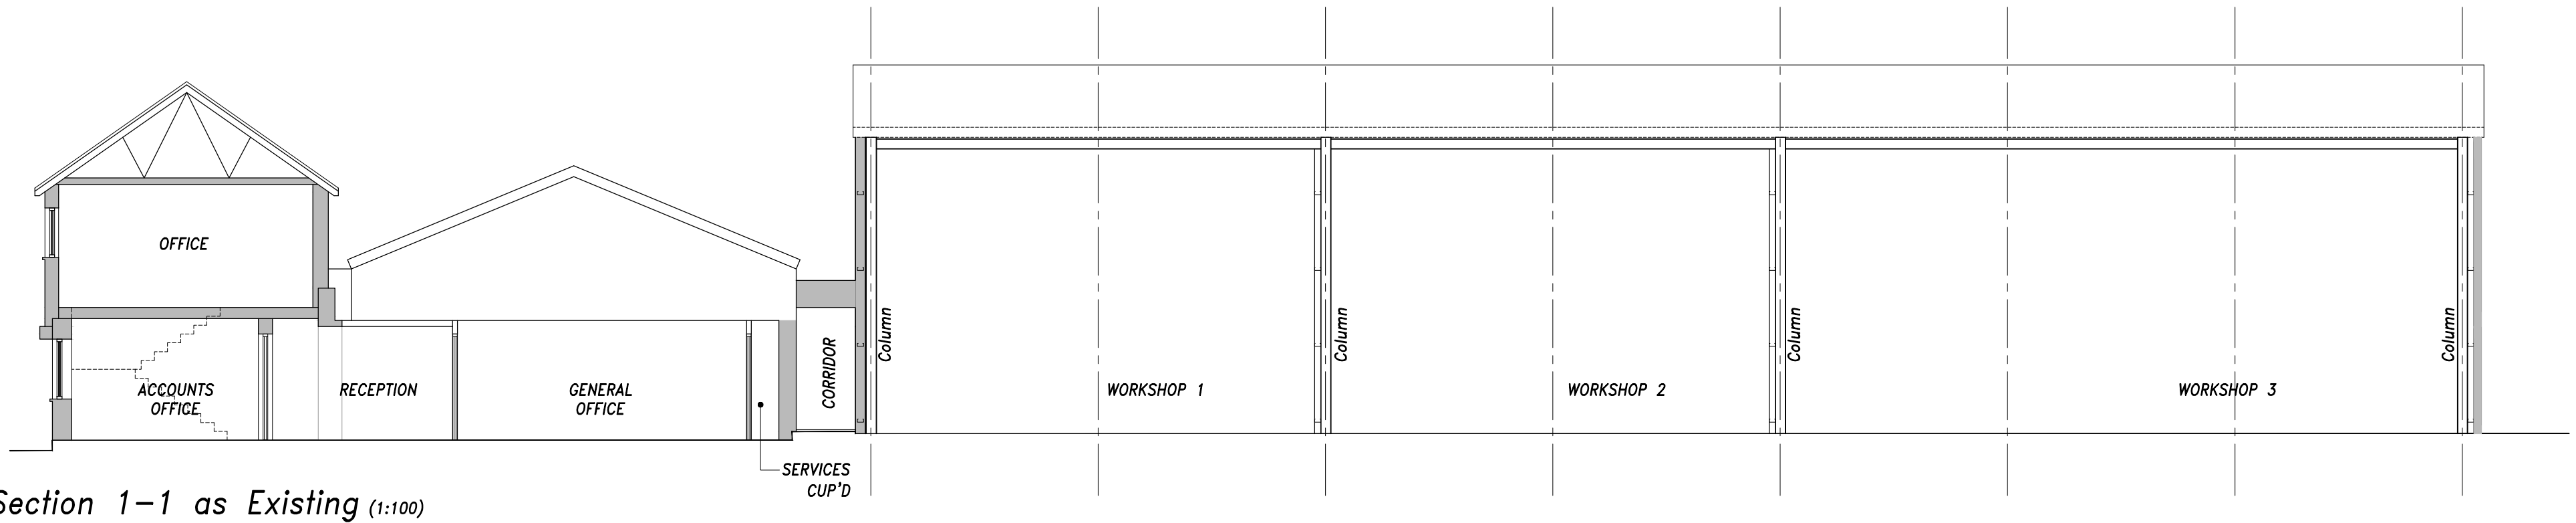 OFFICE
ACCOUNTS
OFFICE
RECEPTION
GENERAL
OFFICE
CORRIDOR
SERVICES
CUP'D
Column
WORKSHOP 1
Column
WORKSHOP 2
Column
WORKSHOP 3
Column
Section 1-1 as Existing (1:100)